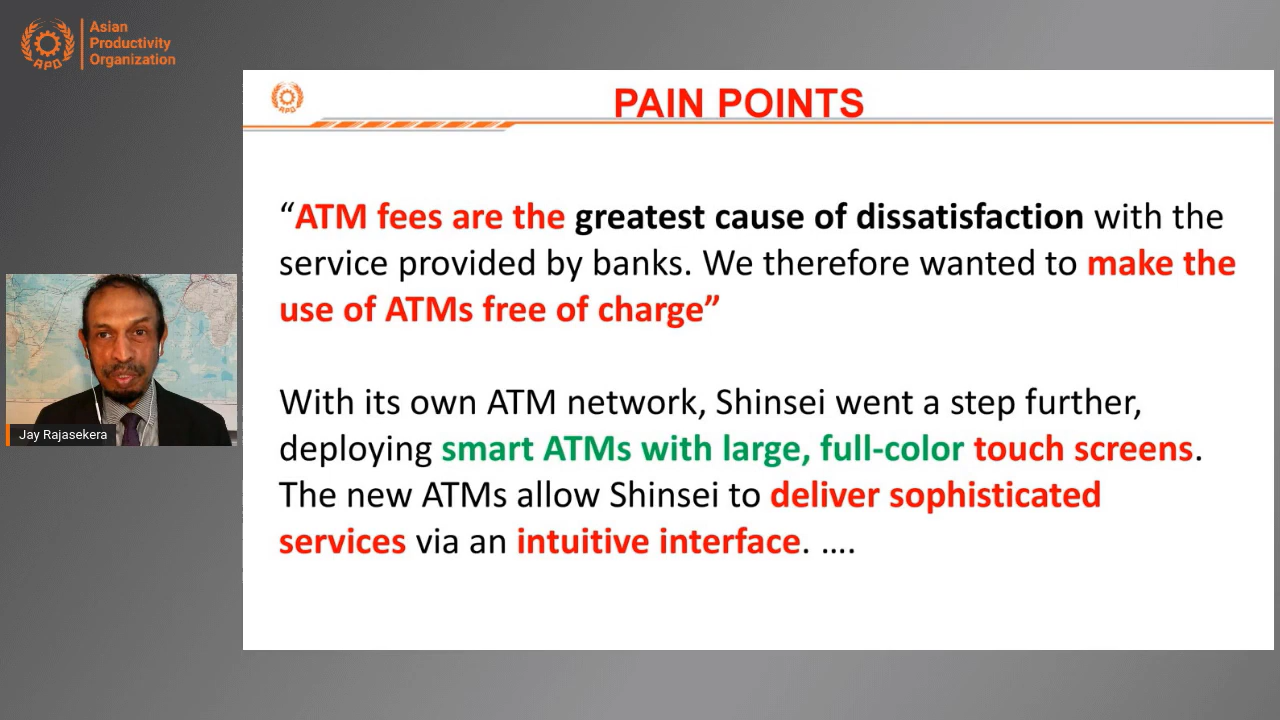 Asian
Productivity
Organization
APO
APO
PAIN POINTS
“ATM fees are the greatest cause of dissatisfaction with the
service provided by banks. We therefore wanted to make the
use of ATMs free of charge”
With its own ATM network, Shinsei went a step further,
deploying smart ATMs with large, full-color touch screens.
The new ATMs allow Shinsei to deliver sophisticated
services via an intuitive interface. ....
Jay Rajasekera